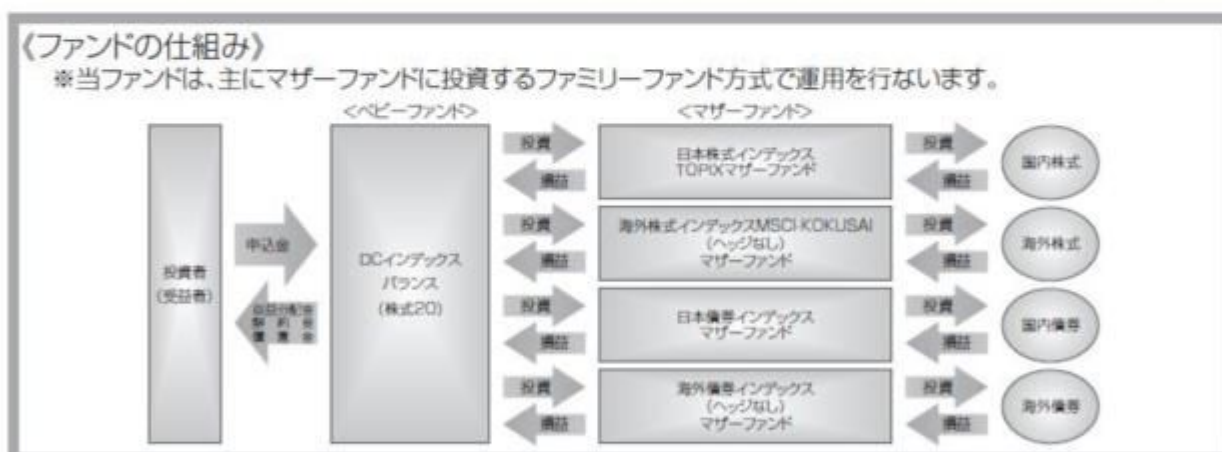 《ファンドの仕組み》
※当ファンドは、主にマザーファンドに投資するファミリーファンド方式で運用を行ないます。
<ベビーファンド>
<マザーファンド>
投資者
(受益者)
申込金
収益分配金
解約金
償還金
DCインデックス
バランス
(株式20)
投資
損益
日本株式インデックス
TOPIXマザーファンド
投資
損益
国内株式
投資
損益
海外株式インデックスMSCI-KOKUSAI
(ヘッジなし)
マザーファンド
投資
損益
海外株式
投資
損益
日本債券インデックス
マザーファンド
投資
損益
国内債券
投資
損益
海外債券インデックス
(ヘッジなし)
マザーファンド
投資
損益
海外債券